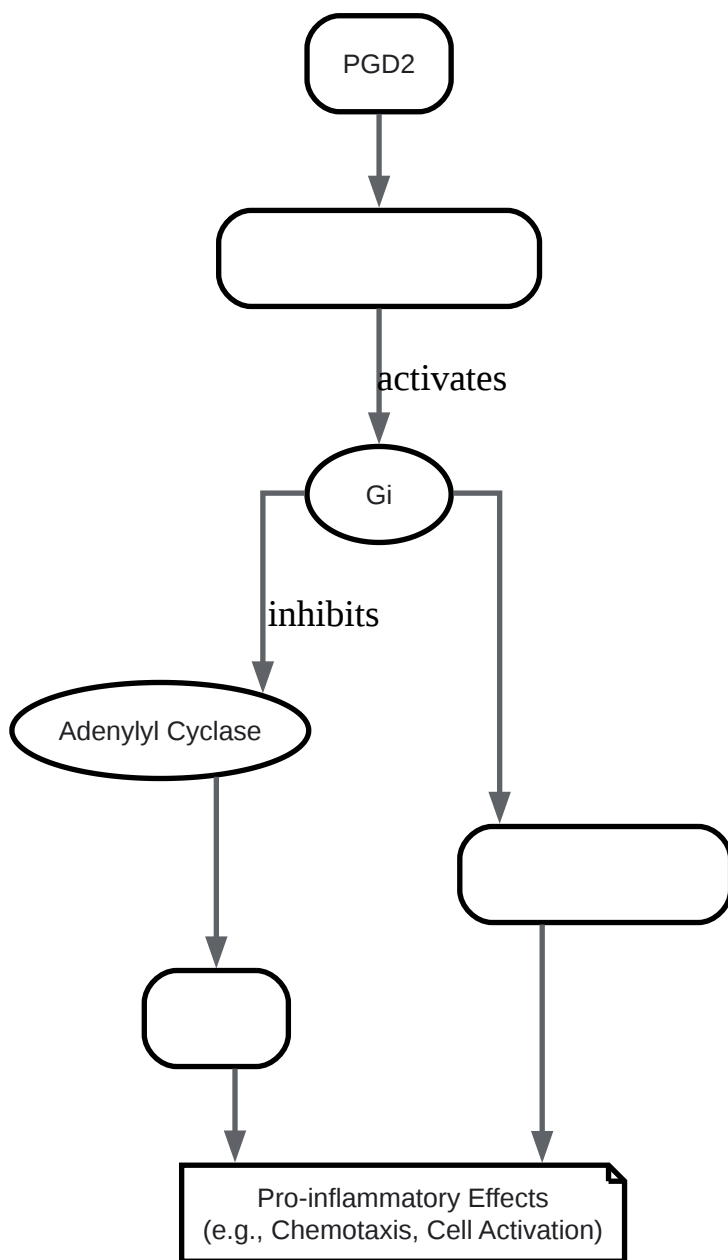 PGD2
activates
Gi
inhibits
Adenylyl Cyclase
Pro-inflammatory Effects
(e.g., Chemotaxis, Cell Activation)